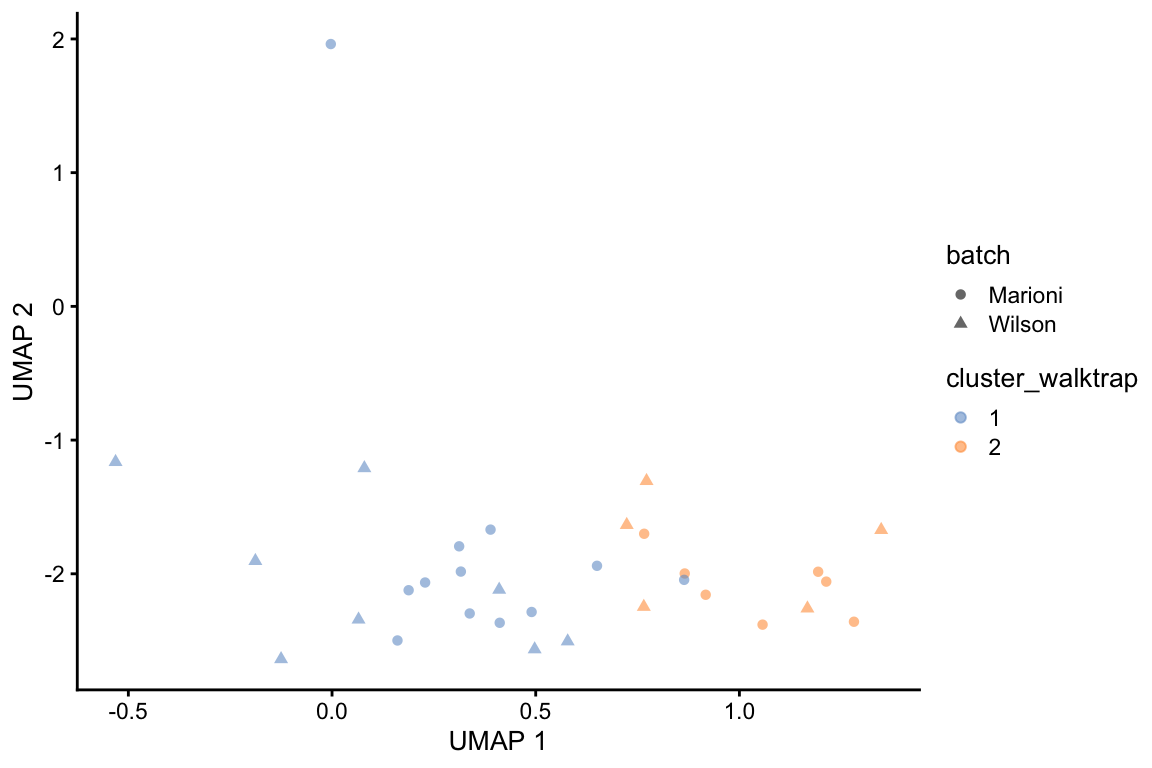 2
1
0
-1
-2
UMAP 2
-0.5 0.0 0.5 1.0
UMAP 1
batch
Marioni
Wilson
cluster_walktrap
1
2